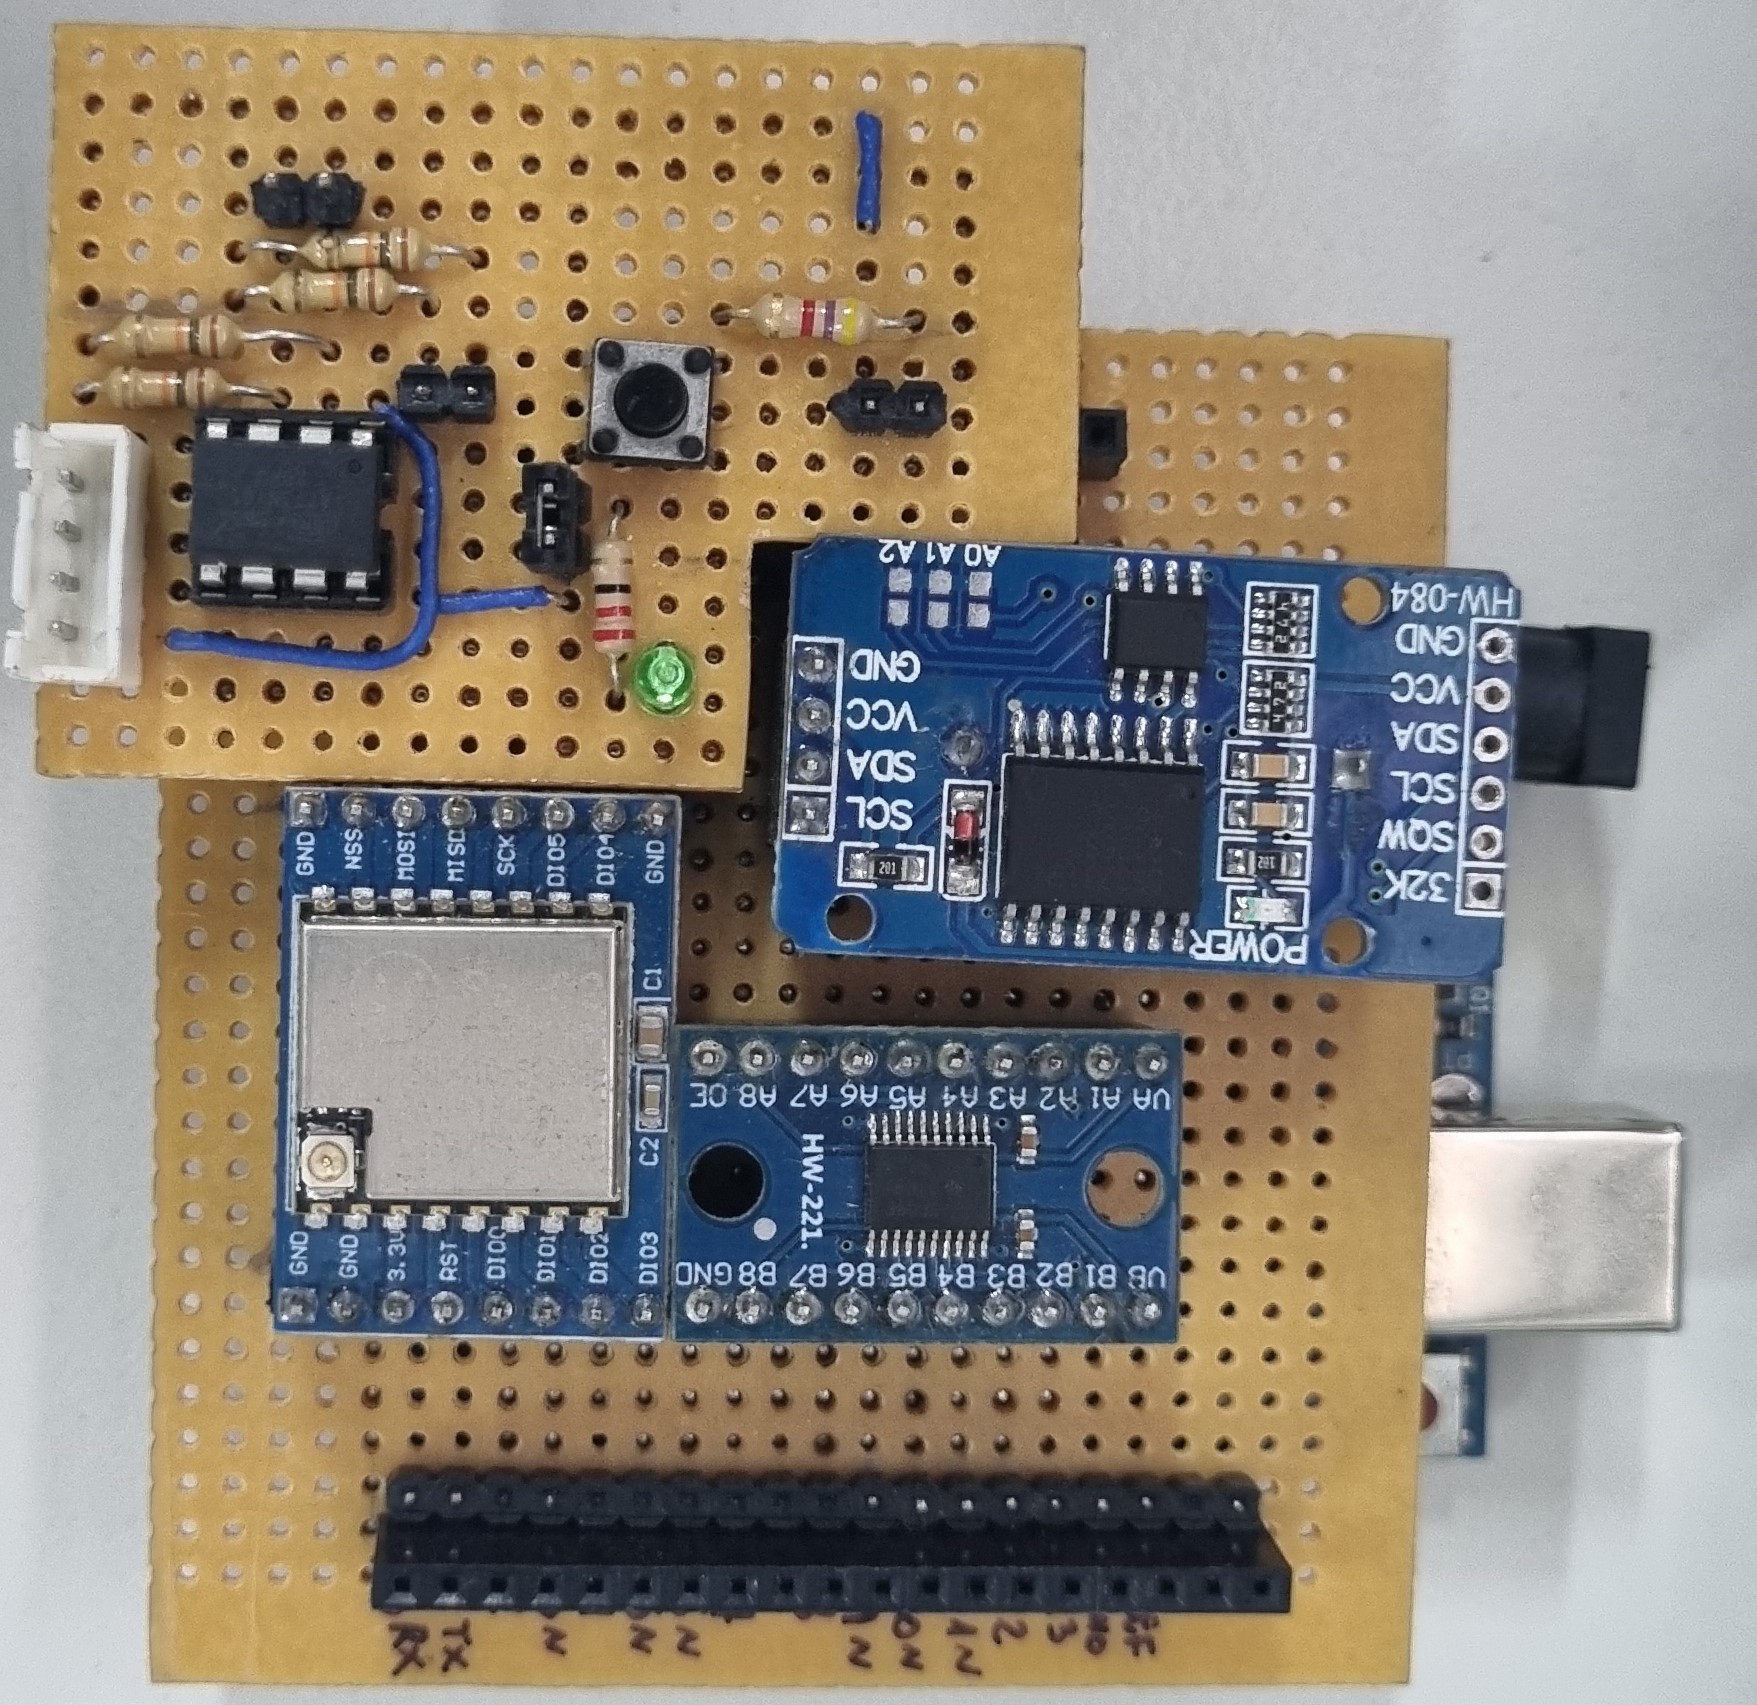 A0 A1 A2
HW-084
GND
VCC
SDA
SCL
SQW
32K
GND
VCC
SDA
SCL
201
102
POWER
GND NSS MOSI MISO SCK DIO5 DIO4 GND
C1
C2
GND GND 3.3V RST DIO0 DIO1 DIO2 DIO3
VA A1 A2 A3 A4 A5 A6 A7 A8 OE
HW-221.
VB B1 B2 B3 B4 B5 B6 B7 B8 GND
RX TX